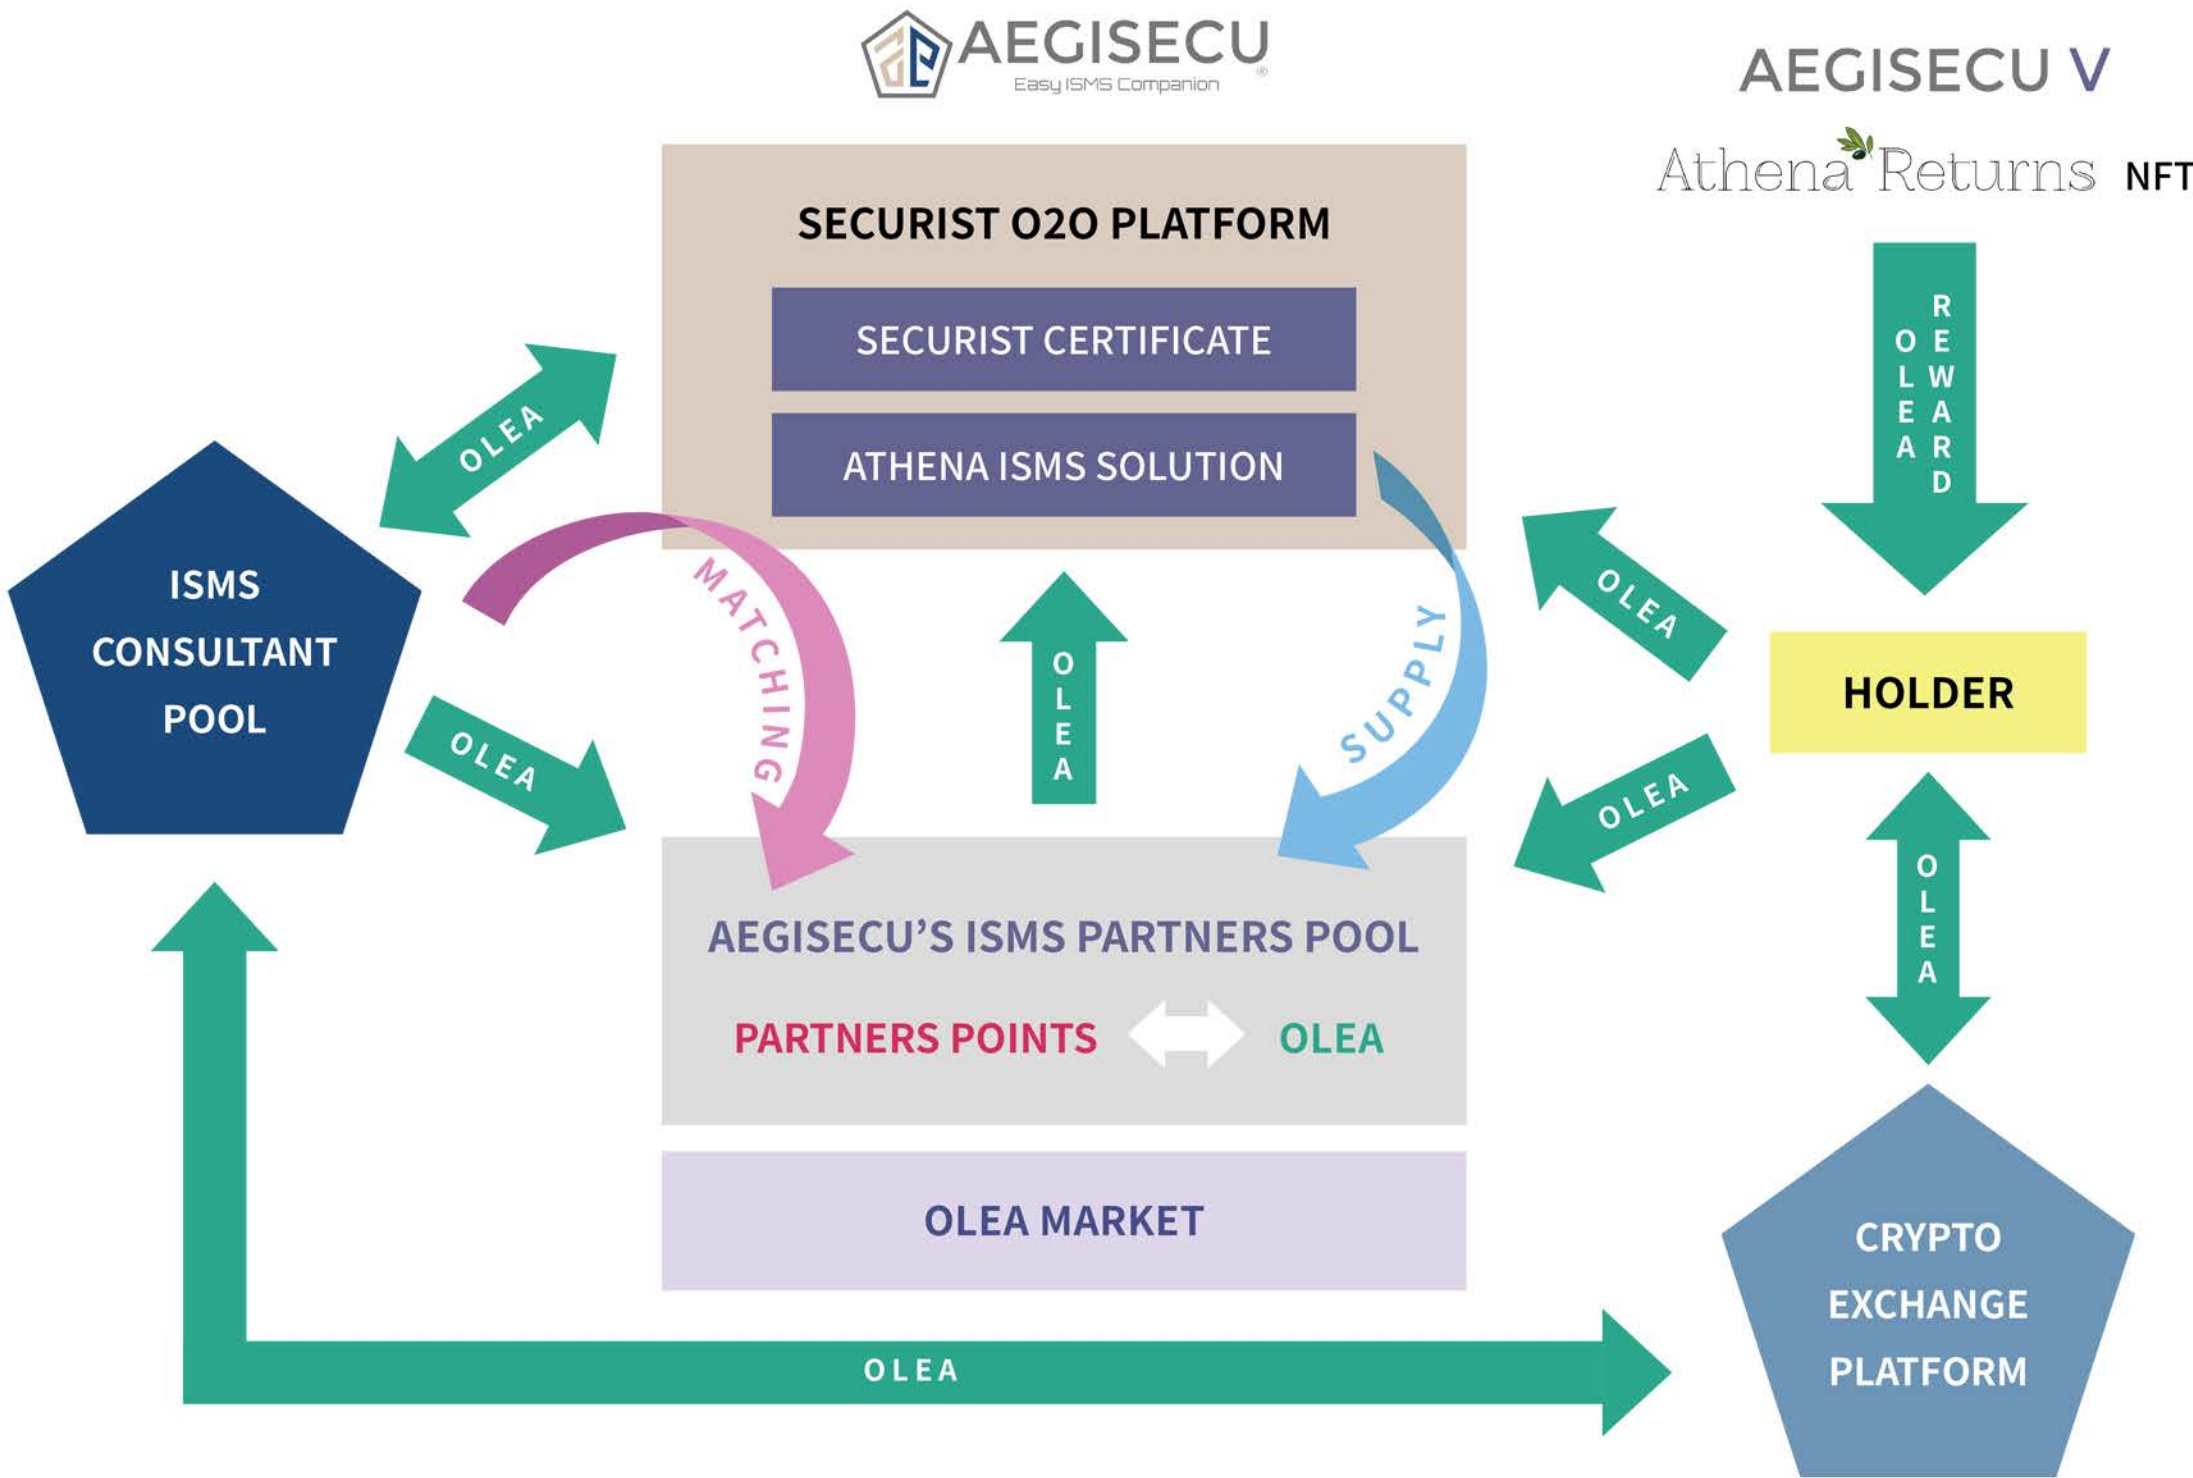 AEGISECU
®
Easy ISMS Companion
AEGISECU V
Athena Returns NFT
SECURIST O2O PLATFORM
SECURIST CERTIFICATE
ATHENA ISMS SOLUTION
OLEA
REWARD
OLEA
ISMS
CONSULTANT
POOL
MATCHING
OLEA
SUPPLY
OLEA
HOLDER
OLEA
OLEA
OLEA
AEGISECU'S ISMS PARTNERS POOL
PARTNERS POINTS
OLEA
OLEA MARKET
CRYPTO
EXCHANGE
PLATFORM
OLEA